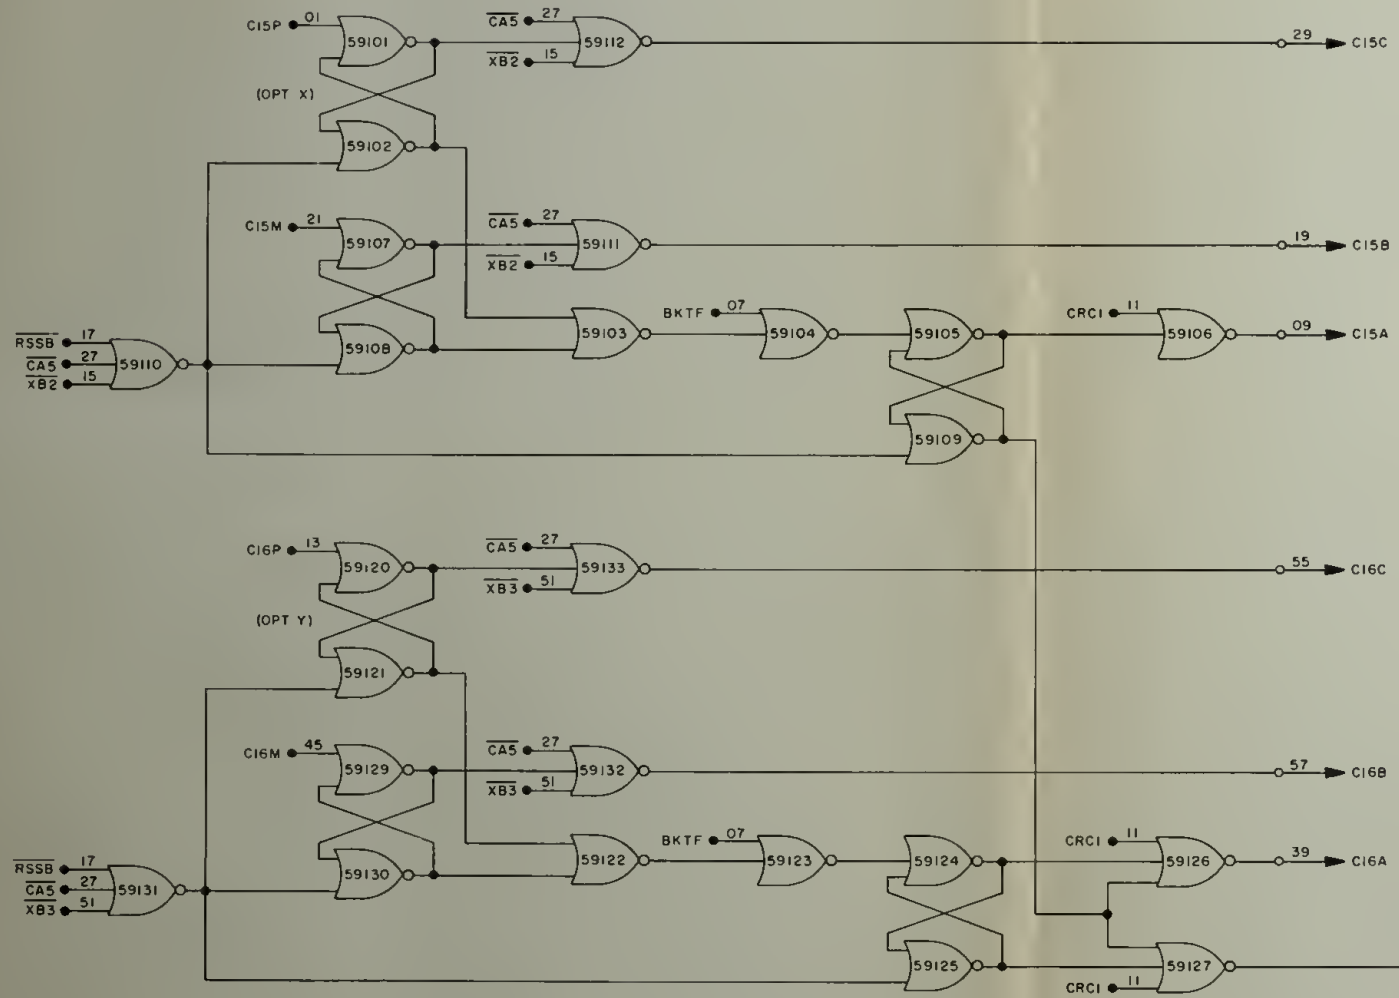 C15P 01 59101 CA5 27 59112 XB2 15 29 C15C
(OPT X)
59102
C15M 21 59107 CA5 27 59111 XB2 15 19 C15B
59108 59103 BKTF 07 59104 59105 CRC1 11 59106 09 C15A
RSSB 17
CA5 27 59110
XB2 15
59109
C16P 13 59120 CA5 27 59133 XB3 51 55 C16C
(OPT Y)
59121
C16M 45 59129 CA5 27 59132 XB3 51 57 C16B
59130 59122 BKTF 07 59123 59124 CRC1 11 59126 39 C16A
RSSB 17
CA5 27 59131
XB3 51
59125 59127
CRC1 11